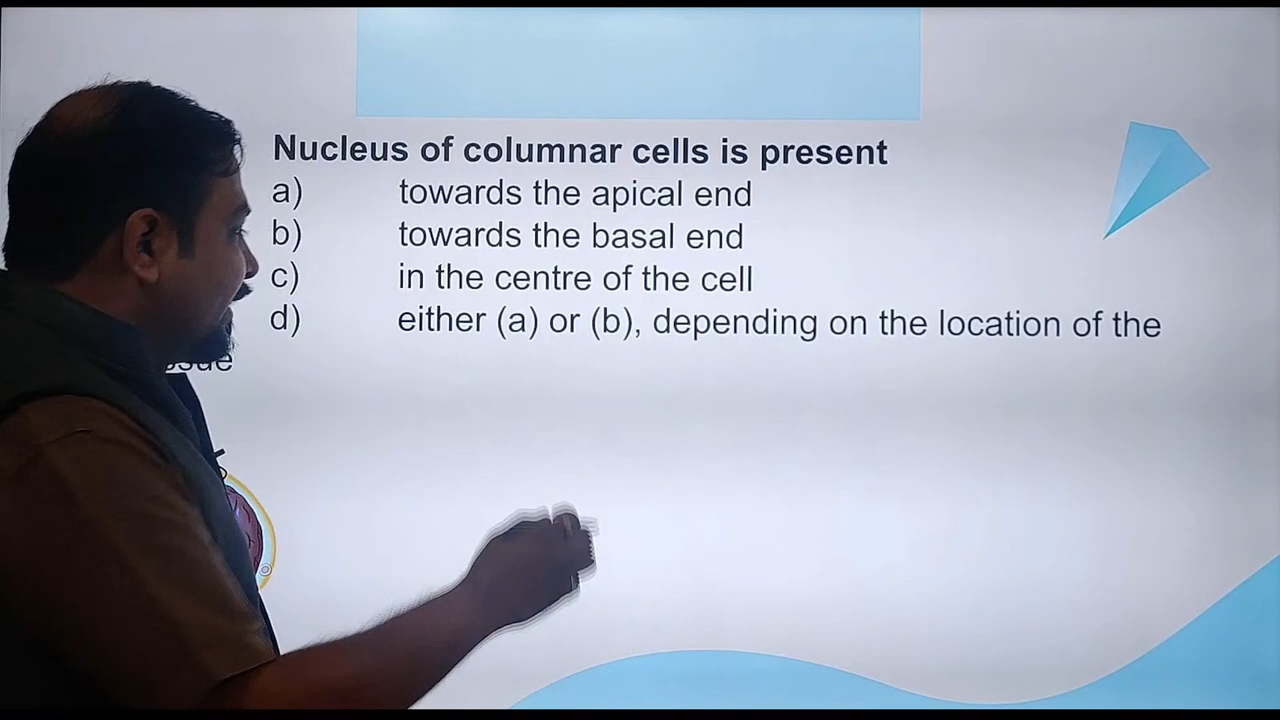 Nucleus of columnar cells is present
a) towards the apical end
b) towards the basal end
c) in the centre of the cell
d) either (a) or (b), depending on the location of the